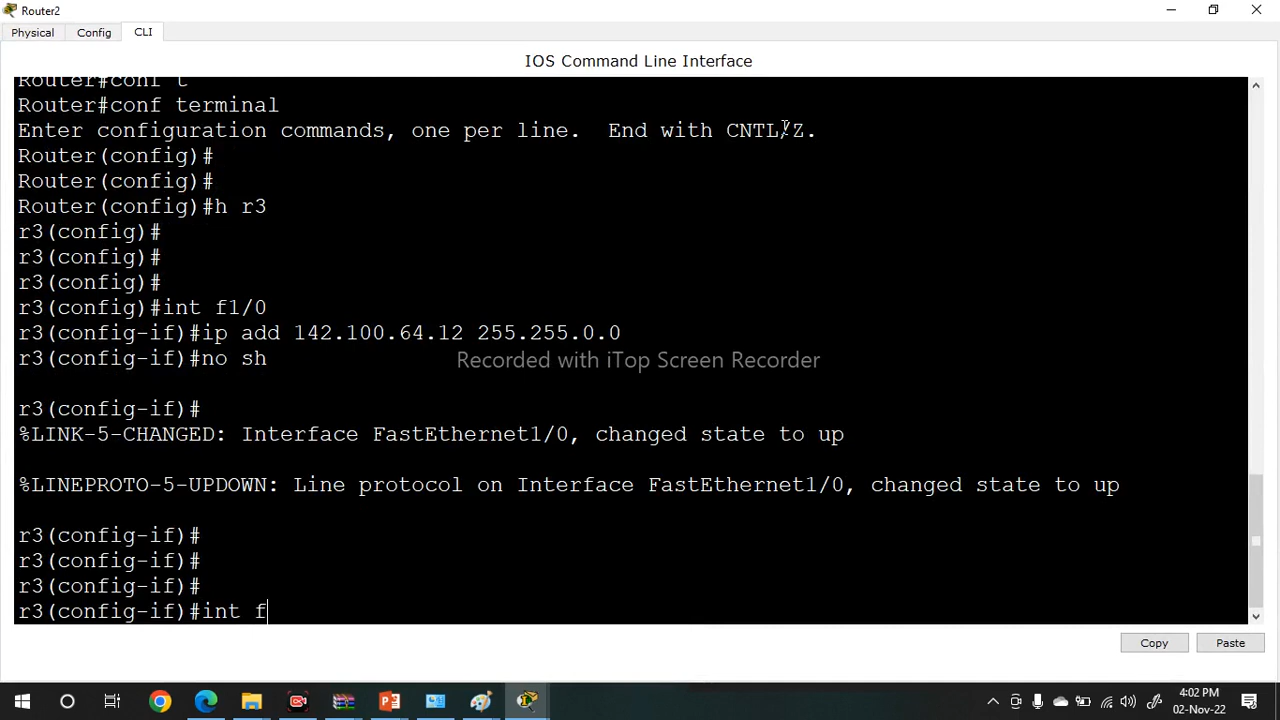 Router2
Physical Config CLI
IOS Command Line Interface
Router#conf t
Router#conf terminal
Enter configuration commands, one per line.  End with CNTL/Z.
Router(config)#
Router(config)#
Router(config)#h r3
r3(config)#
r3(config)#
r3(config)#
r3(config)#int f1/0
r3(config-if)#ip add 142.100.64.12 255.255.0.0
r3(config-if)#no sh
Recorded with iTop Screen Recorder
r3(config-if)#
%LINK-5-CHANGED: Interface FastEthernet1/0, changed state to up
%LINEPROTO-5-UPDOWN: Line protocol on Interface FastEthernet1/0, changed state to up
r3(config-if)#
r3(config-if)#
r3(config-if)#
r3(config-if)#int f
Copy Paste
4:02 PM
02-Nov-22